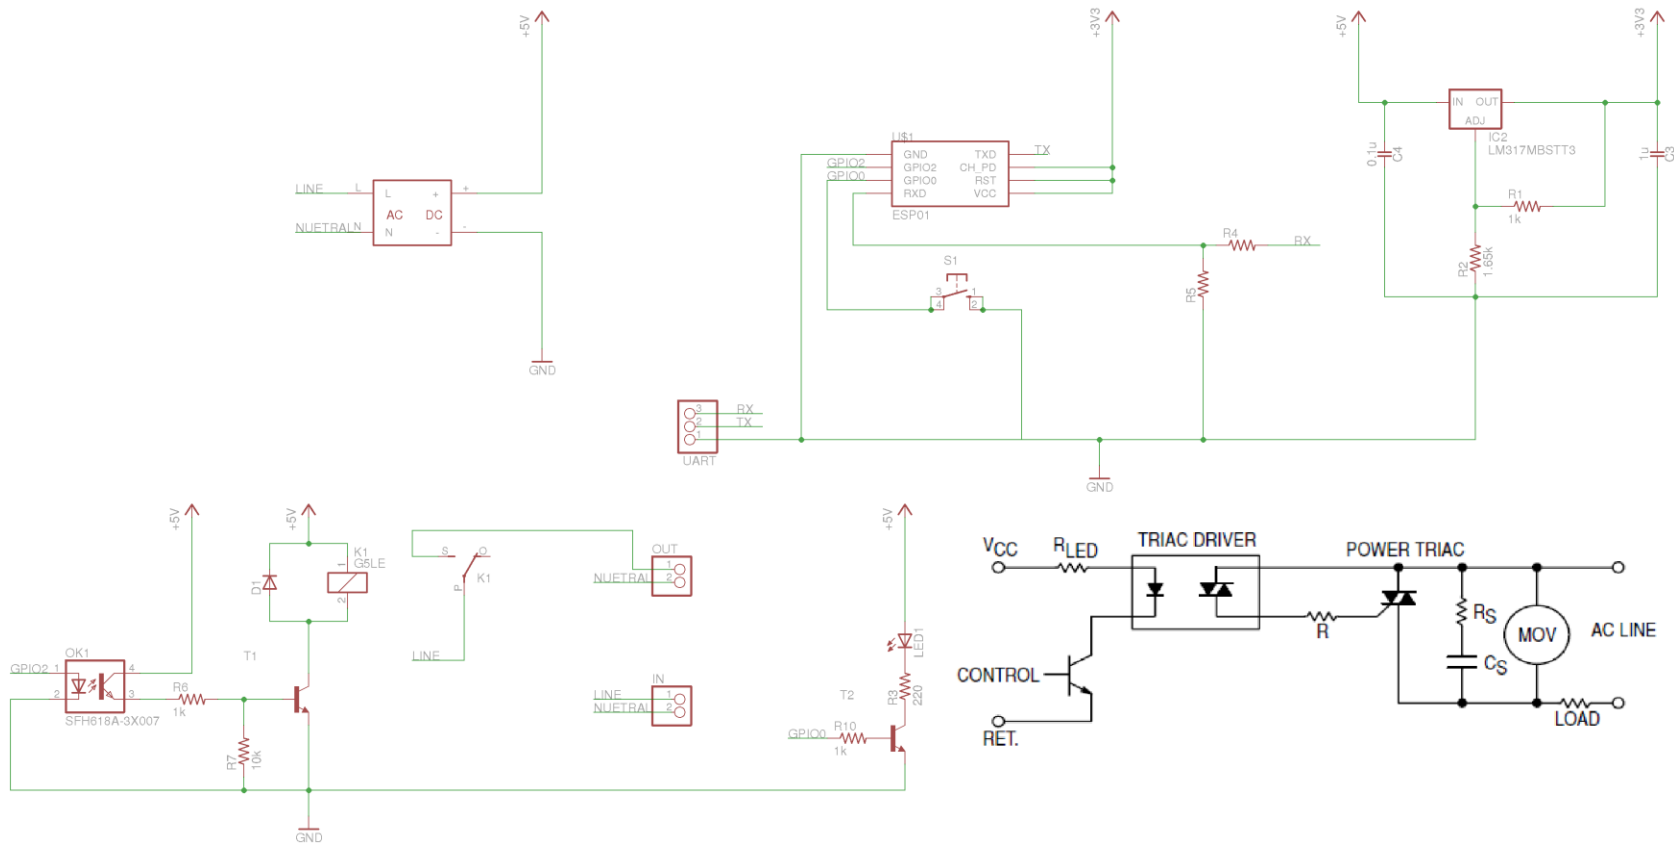 +5V
LINE
L
L
+
+
AC
DC
NUETRAL
N
N
-
-
GND
+3V3
U$1
GND
TXD
TX
GPIO2
GPIO2
CH_PD
GPIO0
GPIO0
RST
RXD
VCC
ESP01
R4
RX
S1
3
1
4
2
R5
3
RX
2
TX
1
UART
GND
+5V
+3V3
IN
OUT
ADJ
IC2
LM317MBSTT3
0.1u
C4
1u
C3
R1
1k
R2
1.65k
+5V
+5V
D1
K1
G5LE
1
2
T1
OK1
GPIO2
1
4
2
3
SFH618A-3X007
R6
1k
R7
10k
GND
S
O
P
K1
LINE
OUT
1
NUETRAL
2
IN
LINE
1
NUETRAL
2
+5V
LED1
R3
220
T2
GPIO0
R10
1k
VCC
RLED
TRIAC DRIVER
POWER TRIAC
R
RS
CS
MOV
AC LINE
CONTROL
RET.
LOAD